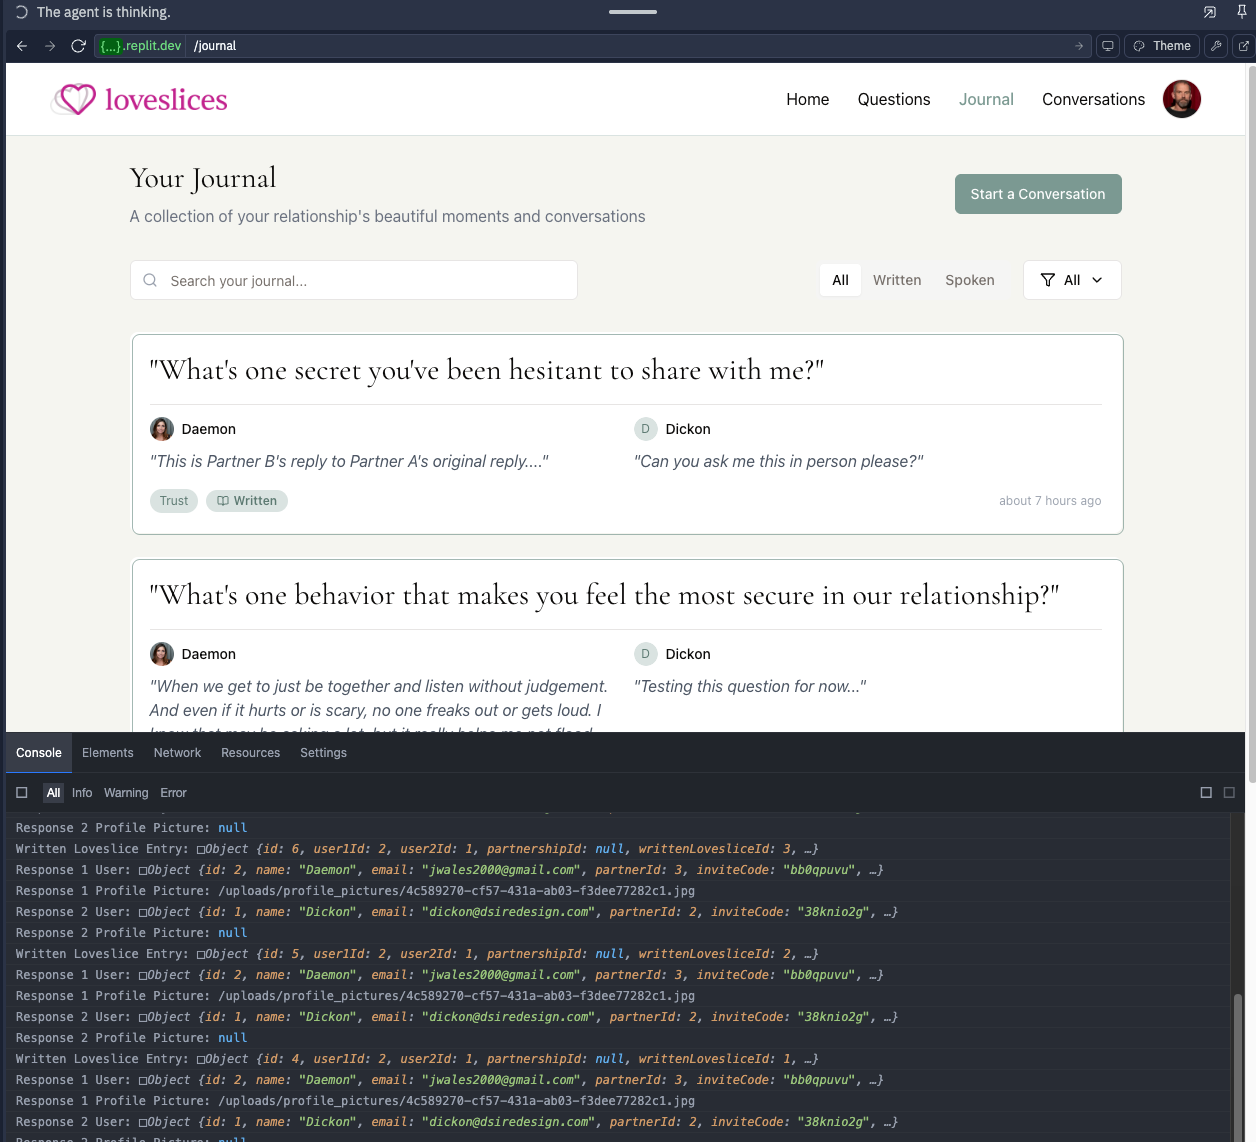 The agent is thinking.
{...}.replit.dev /journal Theme
loveslices Home Questions Journal Conversations
Your Journal
A collection of your relationship's beautiful moments and conversations
Start a Conversation
Search your journal...
All Written Spoken All
"What's one secret you've been hesitant to share with me?"
Daemon D Dickon
"This is Partner B's reply to Partner A's original reply...." "Can you ask me this in person please?"
Trust Written about 7 hours ago
"What's one behavior that makes you feel the most secure in our relationship?"
Daemon D Dickon
"When we get to just be together and listen without judgement. "Testing this question for now..."
And even if it hurts or is scary, no one freaks out or gets loud. I
Console Elements Network Resources Settings
All Info Warning Error
Response 2 Profile Picture: null
Written Loveslice Entry: Object {id: 6, user1Id: 2, user2Id: 1, partnershipId: null, writtenLovesliceId: 3, …}
Response 1 User: Object {id: 2, name: "Daemon", email: "jwales2000@gmail.com", partnerId: 3, inviteCode: "bb0qpuvu", …}
Response 1 Profile Picture: /uploads/profile_pictures/4c589270-cf57-431a-ab03-f3dee77282c1.jpg
Response 2 User: Object {id: 1, name: "Dickon", email: "dickon@dsiredesign.com", partnerId: 2, inviteCode: "38knio2g", …}
Response 2 Profile Picture: null
Written Loveslice Entry: Object {id: 5, user1Id: 2, user2Id: 1, partnershipId: null, writtenLovesliceId: 2, …}
Response 1 User: Object {id: 2, name: "Daemon", email: "jwales2000@gmail.com", partnerId: 3, inviteCode: "bb0qpuvu", …}
Response 1 Profile Picture: /uploads/profile_pictures/4c589270-cf57-431a-ab03-f3dee77282c1.jpg
Response 2 User: Object {id: 1, name: "Dickon", email: "dickon@dsiredesign.com", partnerId: 2, inviteCode: "38knio2g", …}
Response 2 Profile Picture: null
Written Loveslice Entry: Object {id: 4, user1Id: 2, user2Id: 1, partnershipId: null, writtenLovesliceId: 1, …}
Response 1 User: Object {id: 2, name: "Daemon", email: "jwales2000@gmail.com", partnerId: 3, inviteCode: "bb0qpuvu", …}
Response 1 Profile Picture: /uploads/profile_pictures/4c589270-cf57-431a-ab03-f3dee77282c1.jpg
Response 2 User: Object {id: 1, name: "Dickon", email: "dickon@dsiredesign.com", partnerId: 2, inviteCode: "38knio2g", …}
Response 2 Profile Picture: null